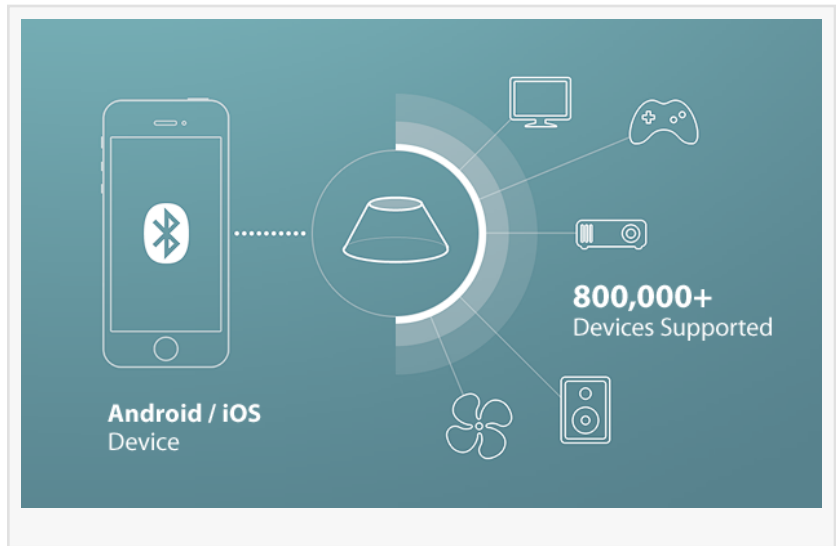 Android / iOS
Device
800,000+
Devices Supported